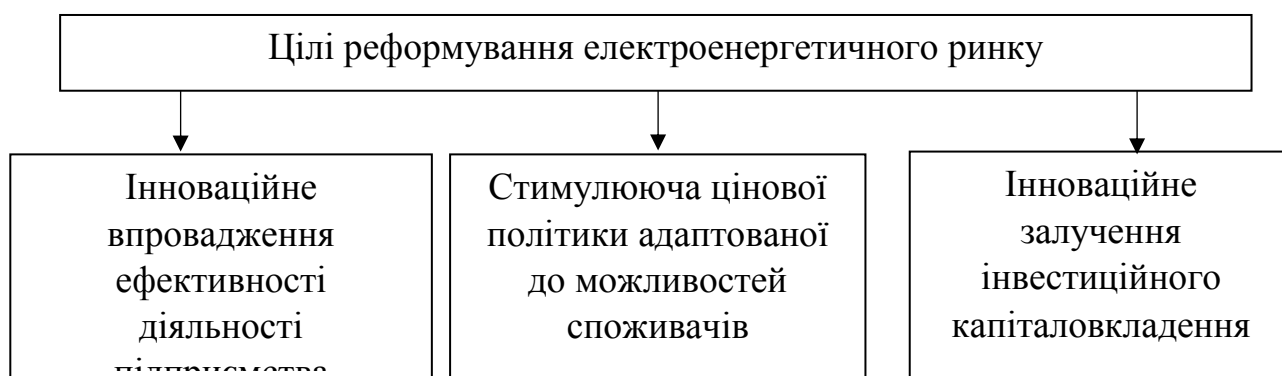 Цілі реформування електроенергетичного ринку
Інноваційне
впровадження
ефективності
діяльності
підприємства
Стимулююча цінової
політики адаптованої
до можливостей
споживачів
Інноваційне
залучення
інвестиційного
капіталовкладення